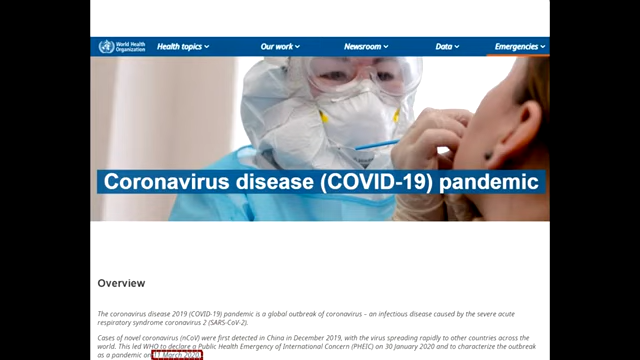 World Health Organization
Health topics
Our work
Newsroom
Data
Emergencies
Coronavirus disease (COVID-19) pandemic
Overview
The coronavirus disease 2019 (COVID-19) pandemic is a global outbreak of coronavirus – an infectious disease caused by the severe acute
respiratory syndrome coronavirus 2 (SARS-CoV-2).
Cases of novel coronavirus (nCoV) were first detected in China in December 2019, with the virus spreading rapidly to other countries across the
world. This led WHO to declare a Public Health Emergency of International Concern (PHEIC) on 30 January 2020 and to characterize the outbreak
as a pandemic on 11 March 2020.